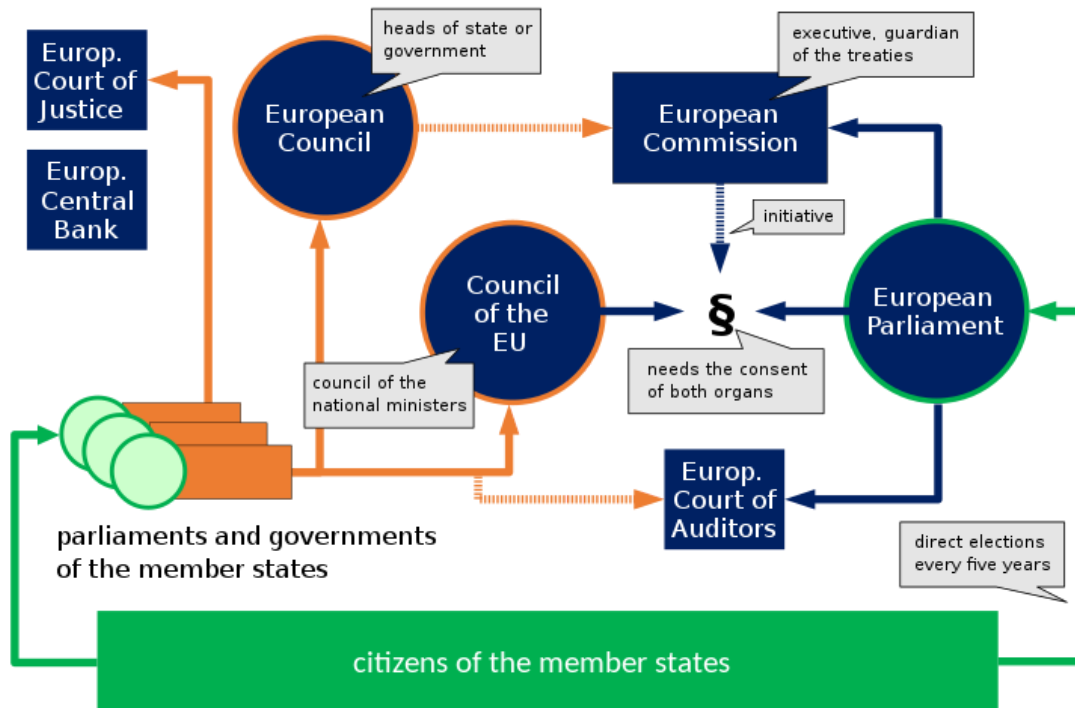 heads of state or
government
executive, guardian
of the treaties
Europ.
Court of
Justice
European
Council
European
Commission
Europ.
Central
Bank
initiative
Council
of the
EU
§
European
Parliament
council of the
national ministers
needs the consent
of both organs
Europ.
Court of
Auditors
parliaments and governments
of the member states
direct elections
every five years
citizens of the member states